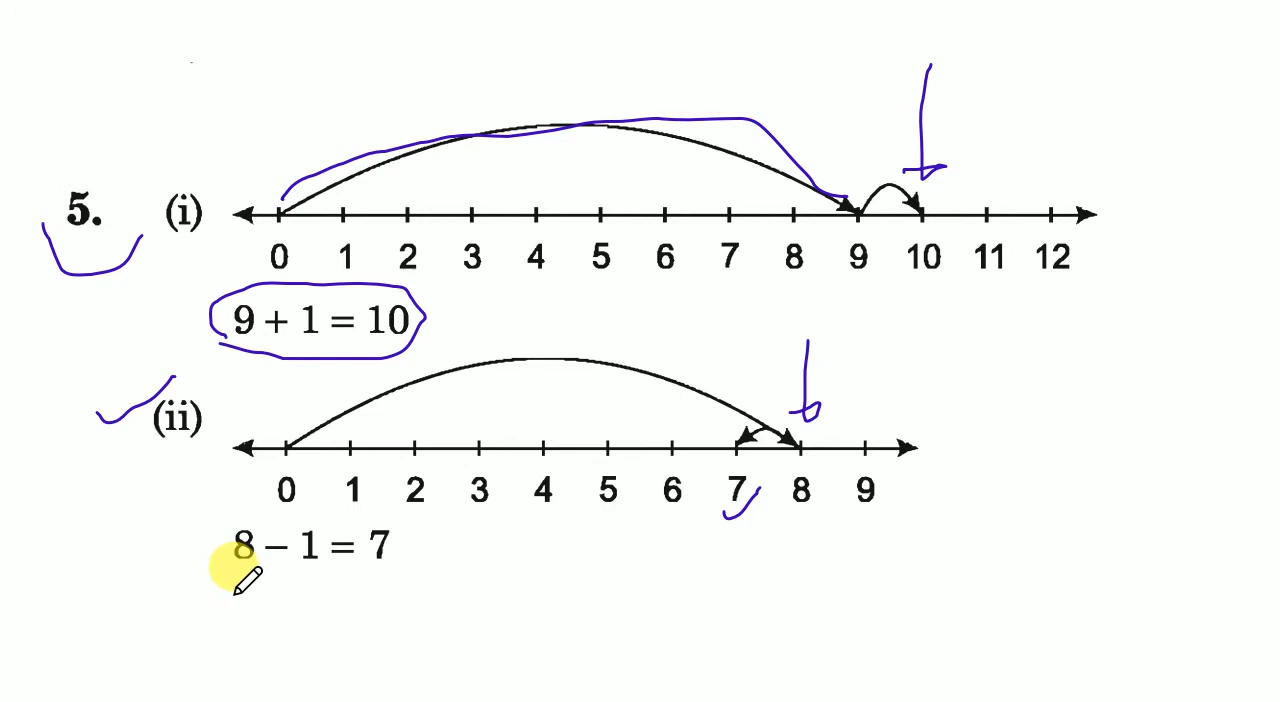 5. (i)
0 1 2 3 4 5 6 7 8 9 10 11 12
9 + 1 = 10
(ii)
0 1 2 3 4 5 6 7 8 9
8 − 1 = 7